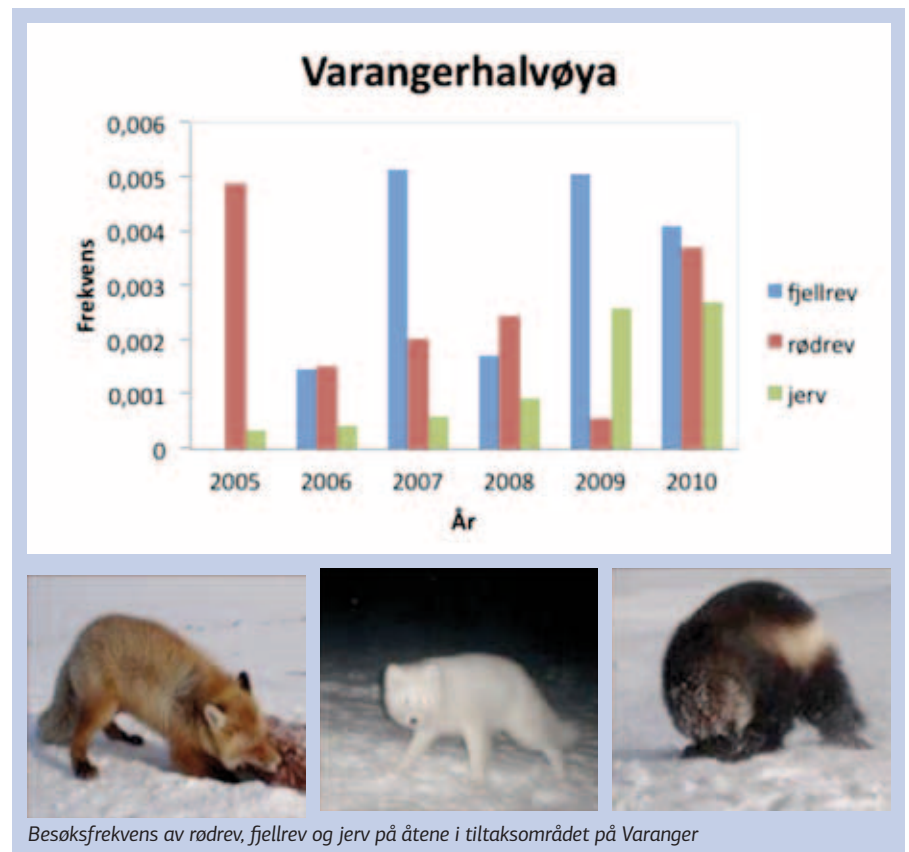 Varangerhalvøya
0,006
0,005
0,004
0,003
0,002
0,001
0
Frekvens
2005 2006 2007 2008 2009 2010
År
fjellrev
rødrev
jerv
Besøksfrekvens av rødrev, fjellrev og jerv på åtene i tiltaksområdet på Varanger